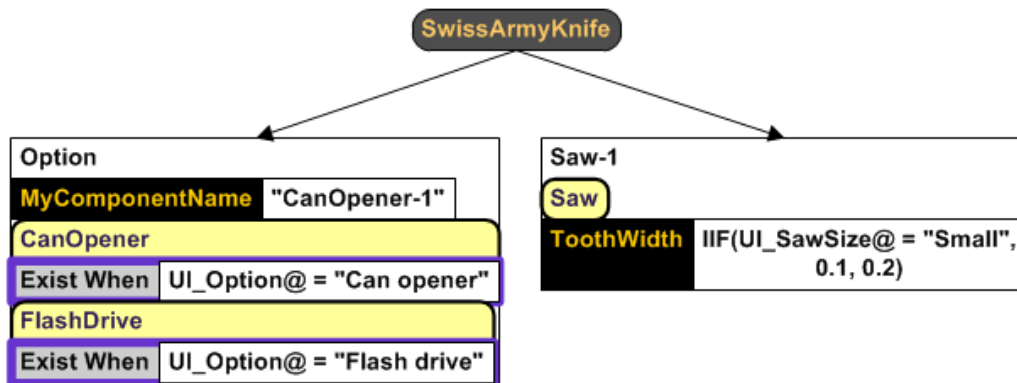 SwissArmyKnife
Option
MyComponentName "CanOpener-1"
CanOpener
Exist When UI_Option@ = "Can opener"
FlashDrive
Exist When UI_Option@ = "Flash drive"
Saw-1
Saw
ToothWidth IIF(UI_SawSize@ = "Small",
0.1, 0.2)